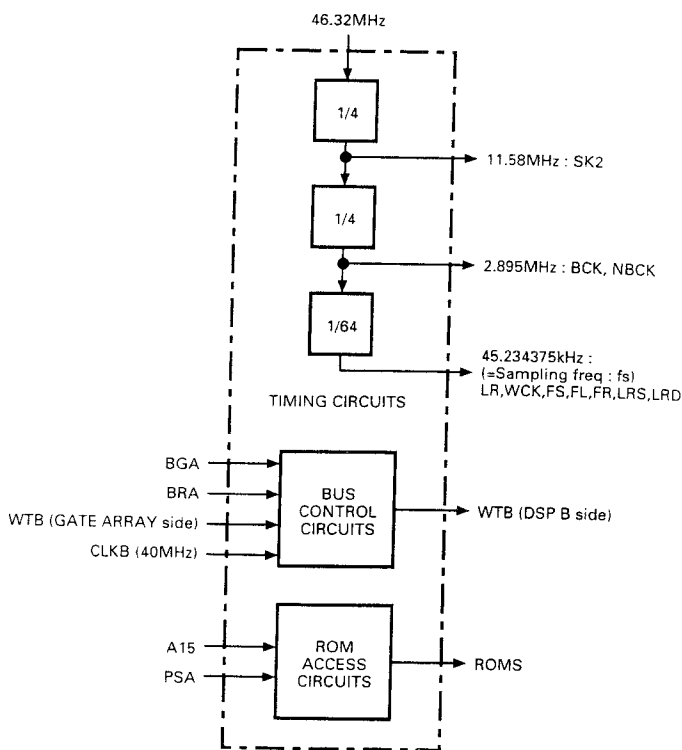 46.32MHz
1/4
11.58MHz : SK2
1/4
2.895MHz : BCK, NBCK
1/64
45.234375kHz :
(=Sampling freq : fs)
LR,WCK,FS,FL,FR,LRS,LRD
TIMING CIRCUITS
BGA
BRA
WTB (GATE ARRAY side)
CLKB (40MHz)
BUS
CONTROL
CIRCUITS
WTB (DSP B side)
A15
PSA
ROM
ACCESS
CIRCUITS
ROMS